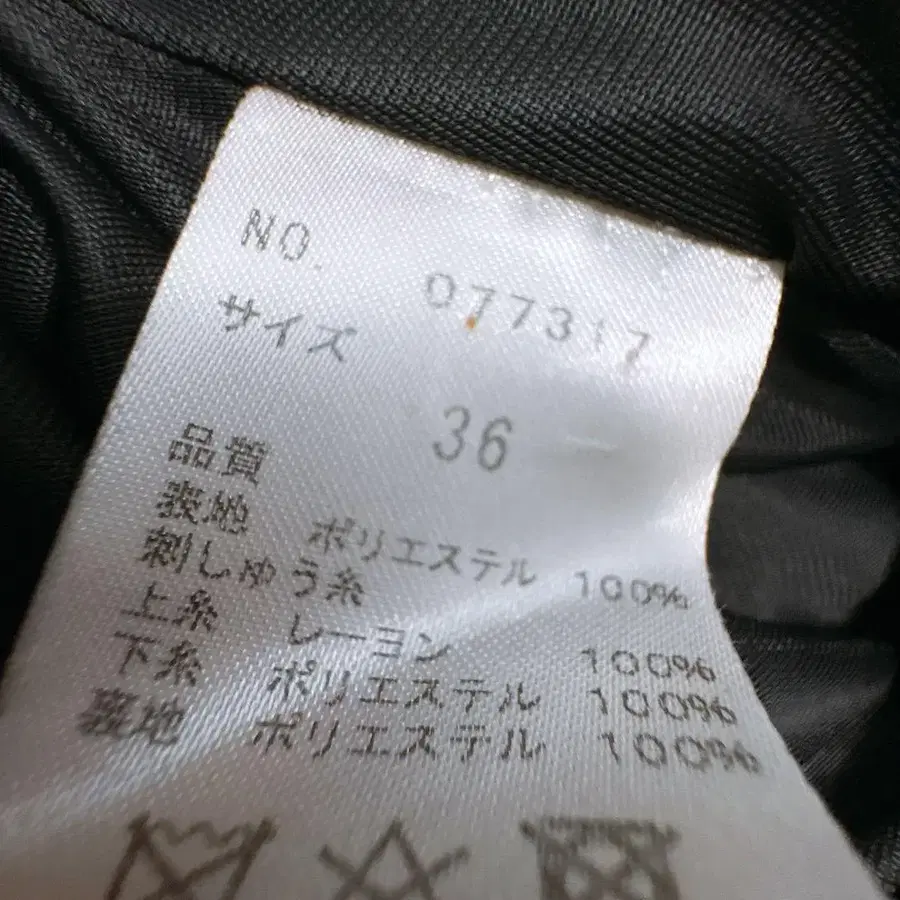 NO. 077317
サイズ 36
品質
表地 ポリエステル 100%
刺しゅう糸
上糸 レーヨン 100%
下糸 ポリエステル 100%
裏地 ポリエステル 100%